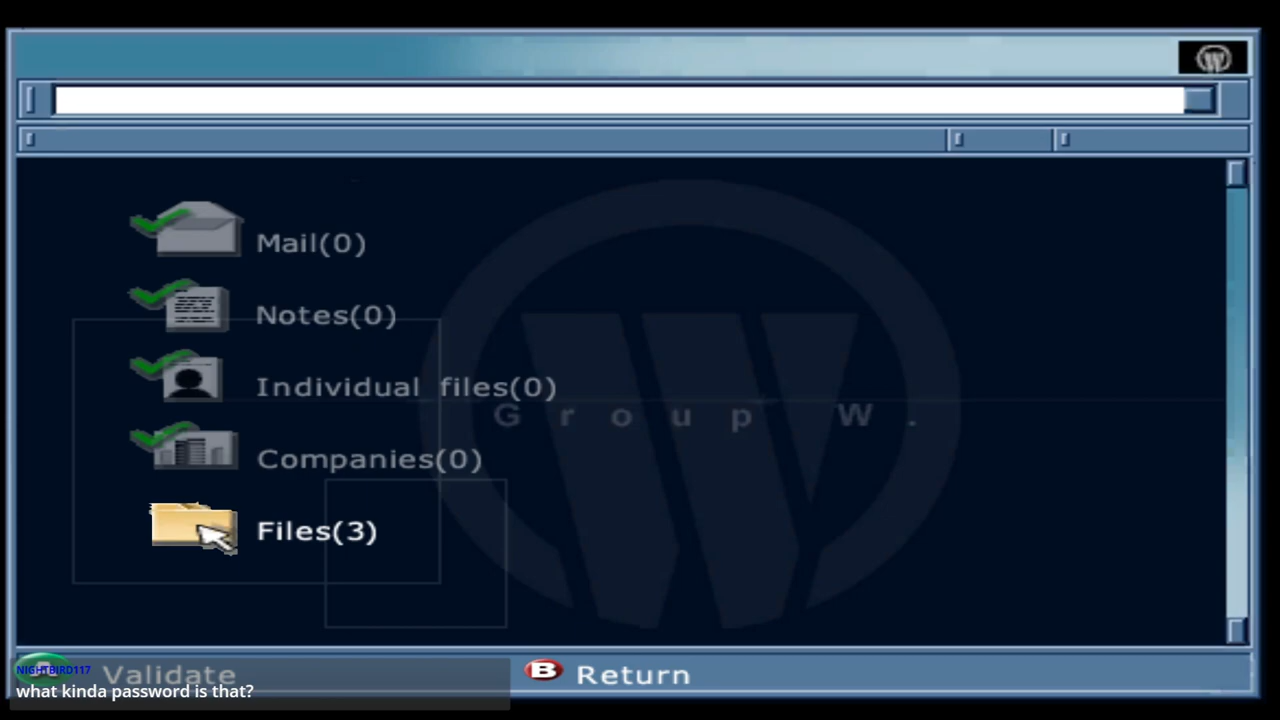 Mail(0)
Notes(0)
Individual files(0)
Group W.
Companies(0)
Files(3)
Validate
B Return
NIGHTBIRD117
what kinda password is that?